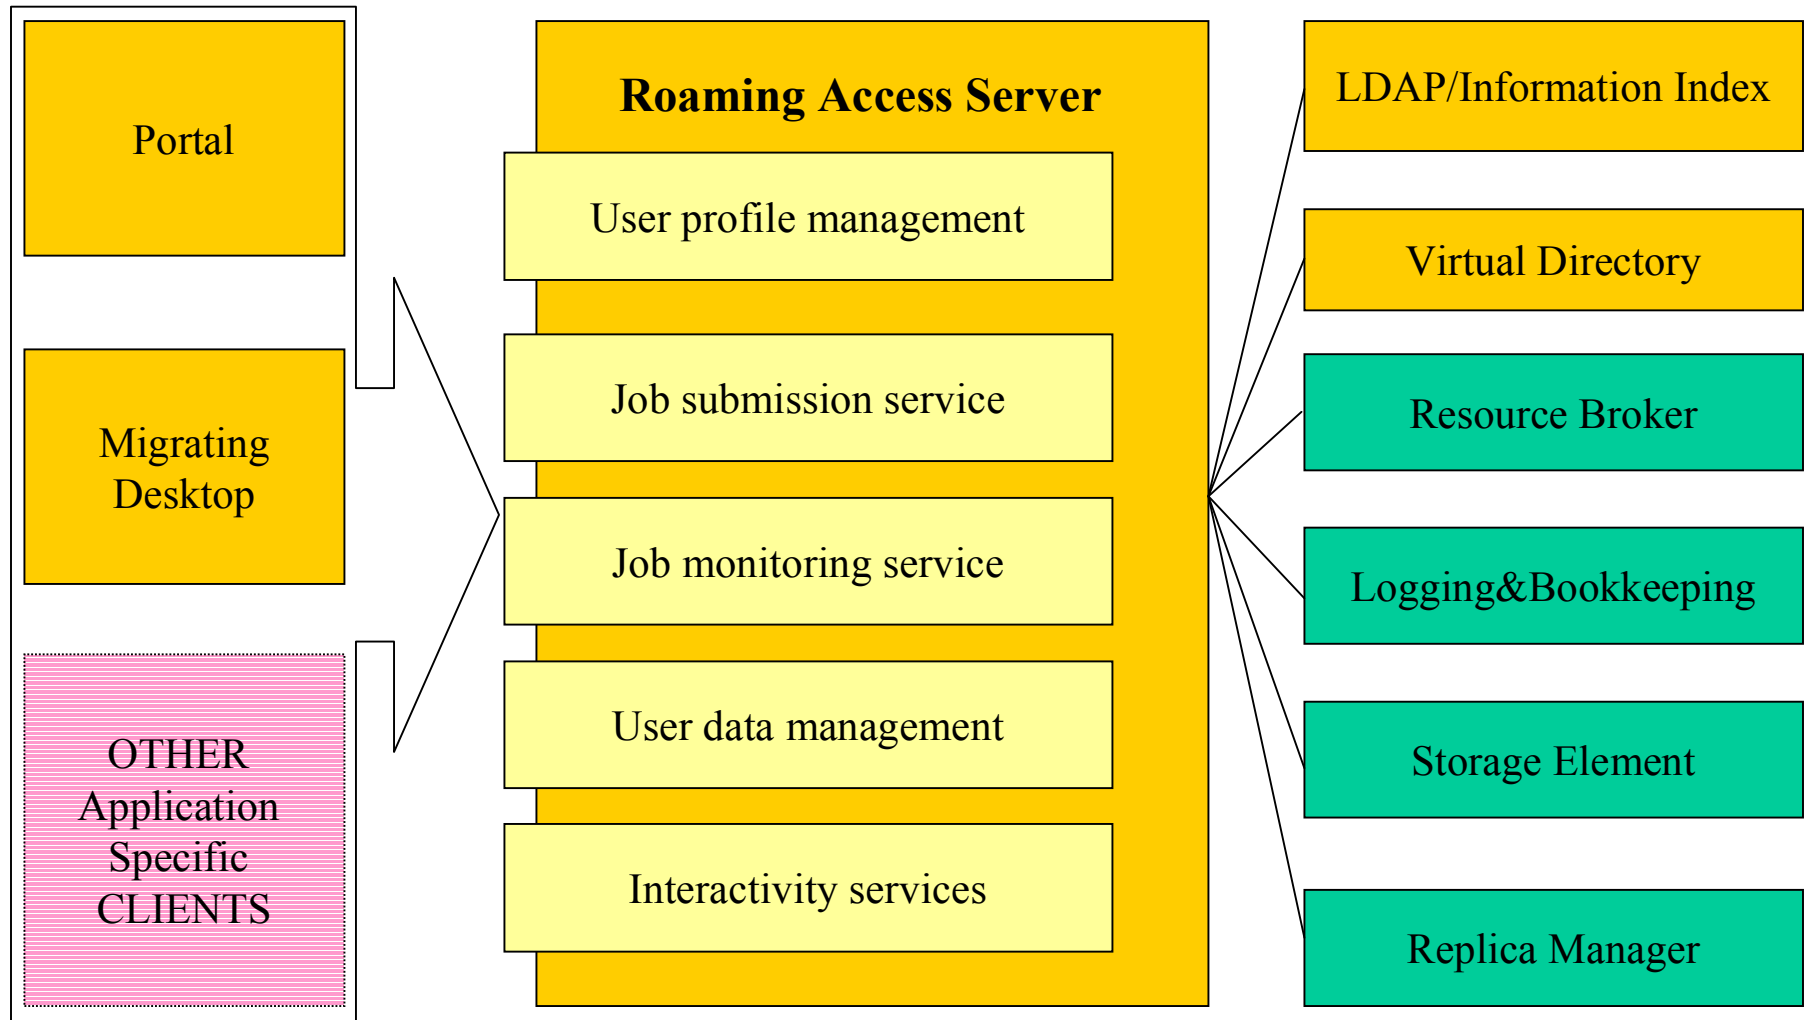 Portal
Migrating
Desktop
OTHER
Application
Specific
CLIENTS
Roaming Access Server
User profile management
Job submission service
Job monitoring service
User data management
Interactivity services
LDAP/Information Index
Virtual Directory
Resource Broker
Logging&Bookkeeping
Storage Element
Replica Manager